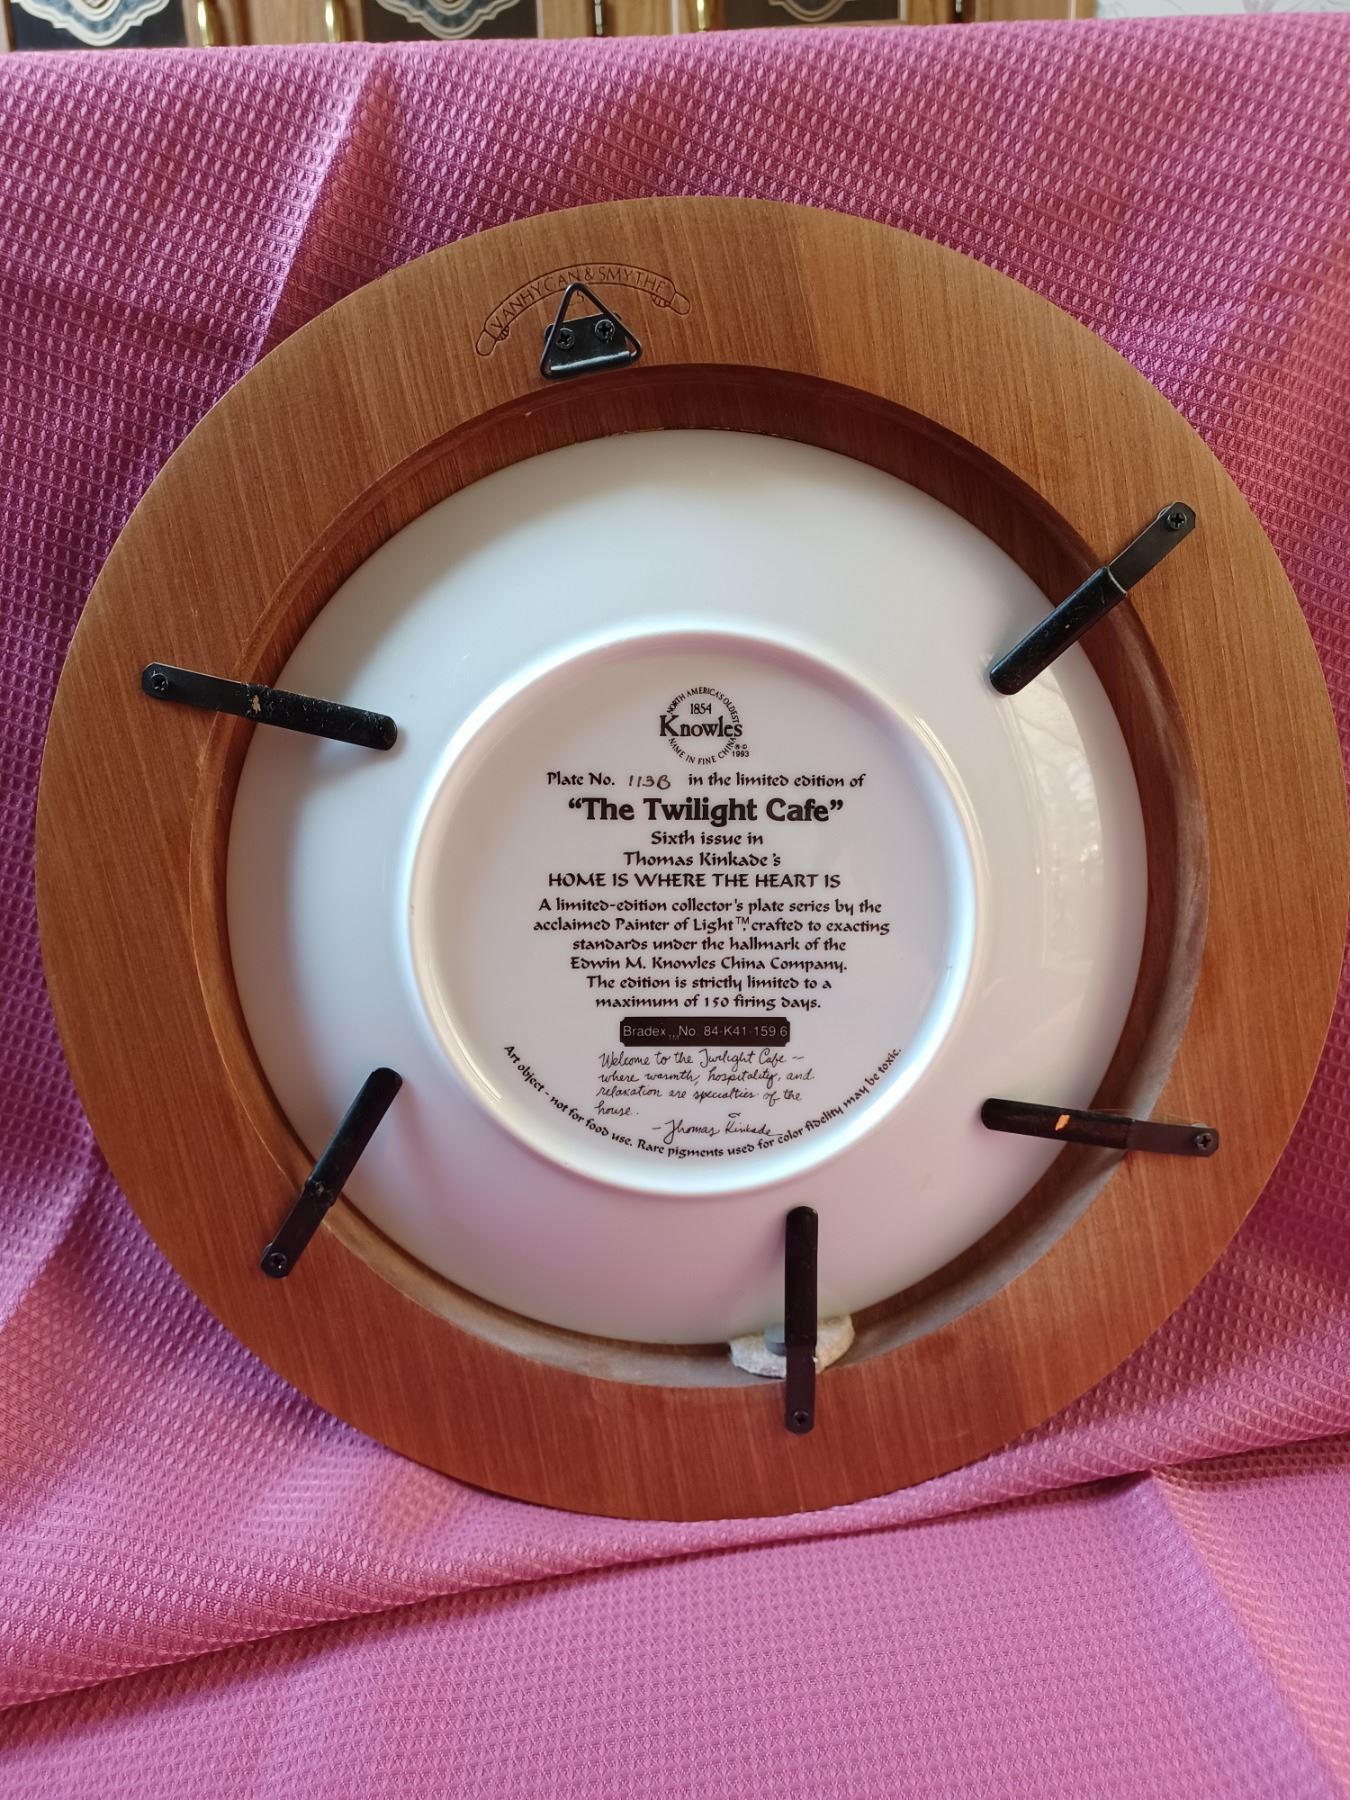 VANHYGAN & SMYTHE
NORTH AMERICA'S OLDEST
1854
Knowles
NAME IN FINE CHINA
® © 1993
Plate No. 113B in the limited edition of
“The Twilight Cafe”
Sixth issue in
Thomas Kinkade's
HOME IS WHERE THE HEART IS
A limited-edition collector's plate series by the
acclaimed Painter of Light™, crafted to exacting
standards under the hallmark of the
Edwin M. Knowles China Company.
The edition is strictly limited to a
maximum of 150 firing days.
Bradex™ No. 84-K41-159.6
Welcome to the Twilight Cafe –
where warmth, hospitality, and
relaxation are specialties of the
house.
– Thomas Kinkade
Art object - not for food use. Rare pigments used for color fidelity may be toxic.